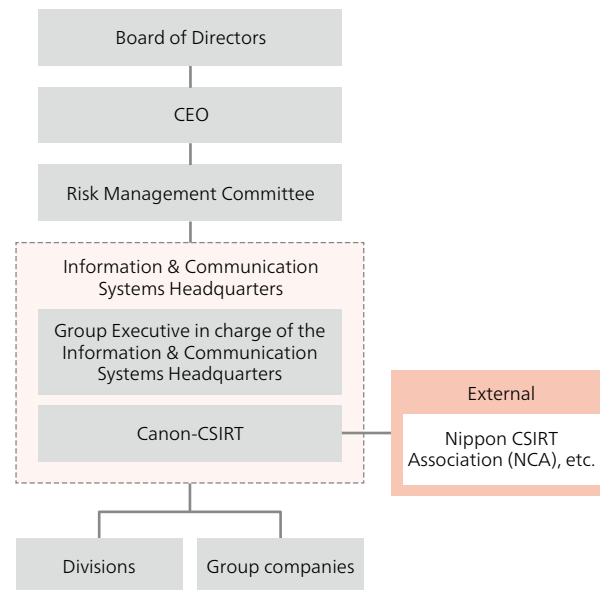 Board of Directors
CEO
Risk Management Committee
Information & Communication
Systems Headquarters
Group Executive in charge of the
Information & Communication
Systems Headquarters
Canon-CSIRT
External
Nippon CSIRT
Association (NCA), etc.
Divisions
Group companies